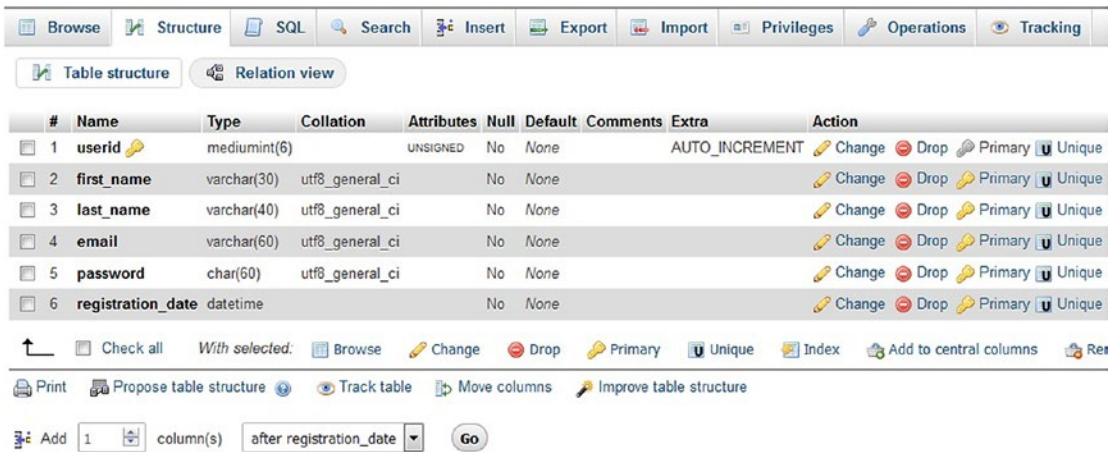 Browse Structure SQL Search Insert Export Import Privileges Operations Tracking
Table structure Relation view
# Name Type Collation Attributes Null Default Comments Extra Action
1 userid mediumint(6) UNSIGNED No None AUTO_INCREMENT Change Drop Primary U Unique
2 first_name varchar(30) utf8_general_ci No None Change Drop Primary U Unique
3 last_name varchar(40) utf8_general_ci No None Change Drop Primary U Unique
4 email varchar(60) utf8_general_ci No None Change Drop Primary U Unique
5 password char(60) utf8_general_ci No None Change Drop Primary U Unique
6 registration_date datetime No None Change Drop Primary U Unique
Check all With selected: Browse Change Drop Primary U Unique Index Add to central columns Rer
Print Propose table structure Track table Move columns Improve table structure
Add 1 column(s) after registration_date Go